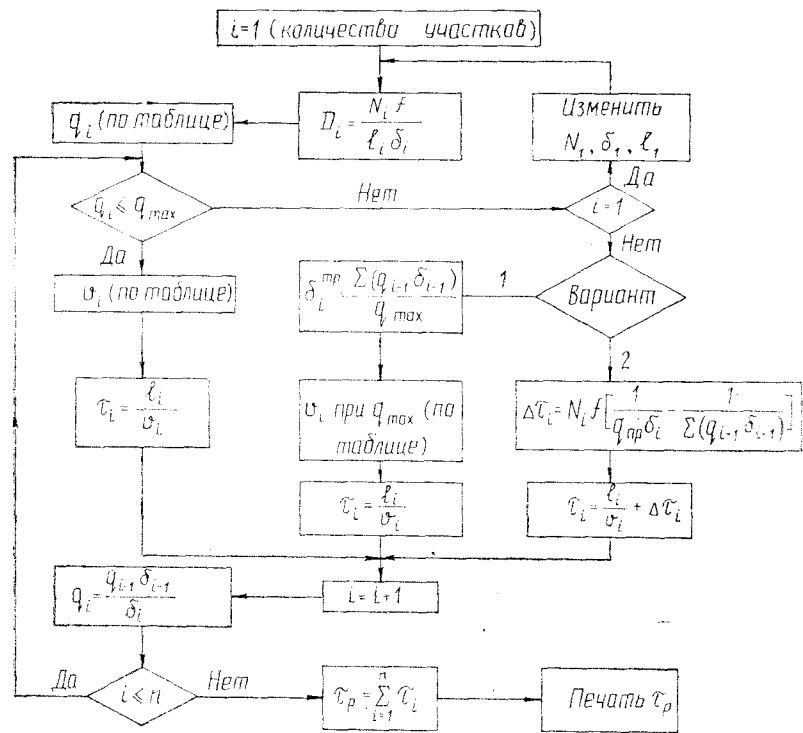 i=1 (количества участков)
q_i (по таблице)
D_i = N_i f / l_i δ_i
Изменить
N_1, δ_1, l_1
Да
q_i ≤ q_max
Нет
i=1
Да
Нет
υ_i (по таблице)
δ_i^тр = Σ(q_{i-1} δ_{i-1}) / q_max
1
Вариант
2
τ_i = l_i / υ_i
υ_i при q_max (по
таблице)
Δτ_i = N_i f [1 / q_пр δ_i - 1 / Σ(q_{i-1} δ_{i-1})]
τ_i = l_i / υ_i
τ_i = l_i / υ_i + Δτ_i
q_i = q_{i-1} δ_{i-1} / δ_i
i = i+1
Да
i ≤ n
Нет
τ_p = Σ_{i=1}^{n} τ_i
Печать τ_p